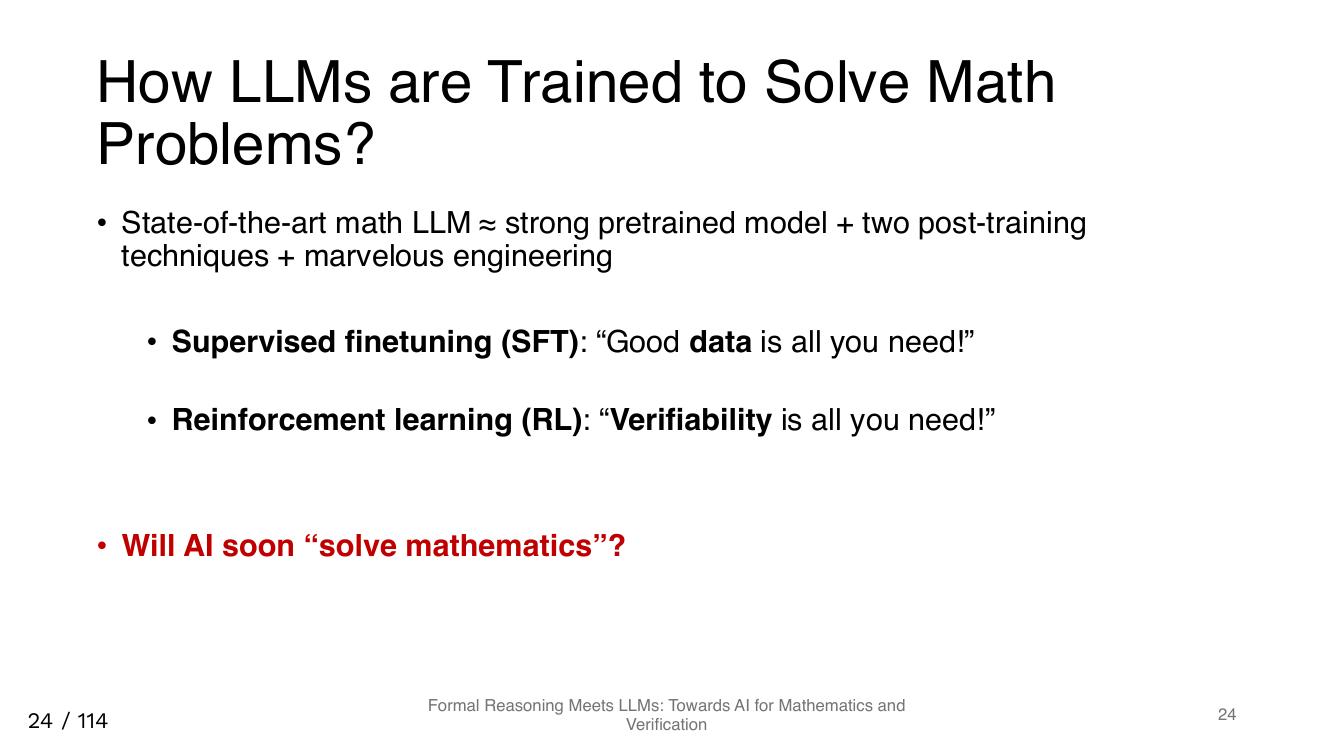 How LLMs are Trained to Solve Math
Problems?
• State-of-the-art math LLM ≈ strong pretrained model + two post-training
techniques + marvelous engineering
• Supervised finetuning (SFT): “Good data is all you need!”
• Reinforcement learning (RL): “Verifiability is all you need!”
• Will AI soon “solve mathematics”?
24 / 114
Formal Reasoning Meets LLMs: Towards AI for Mathematics and
Verification
24